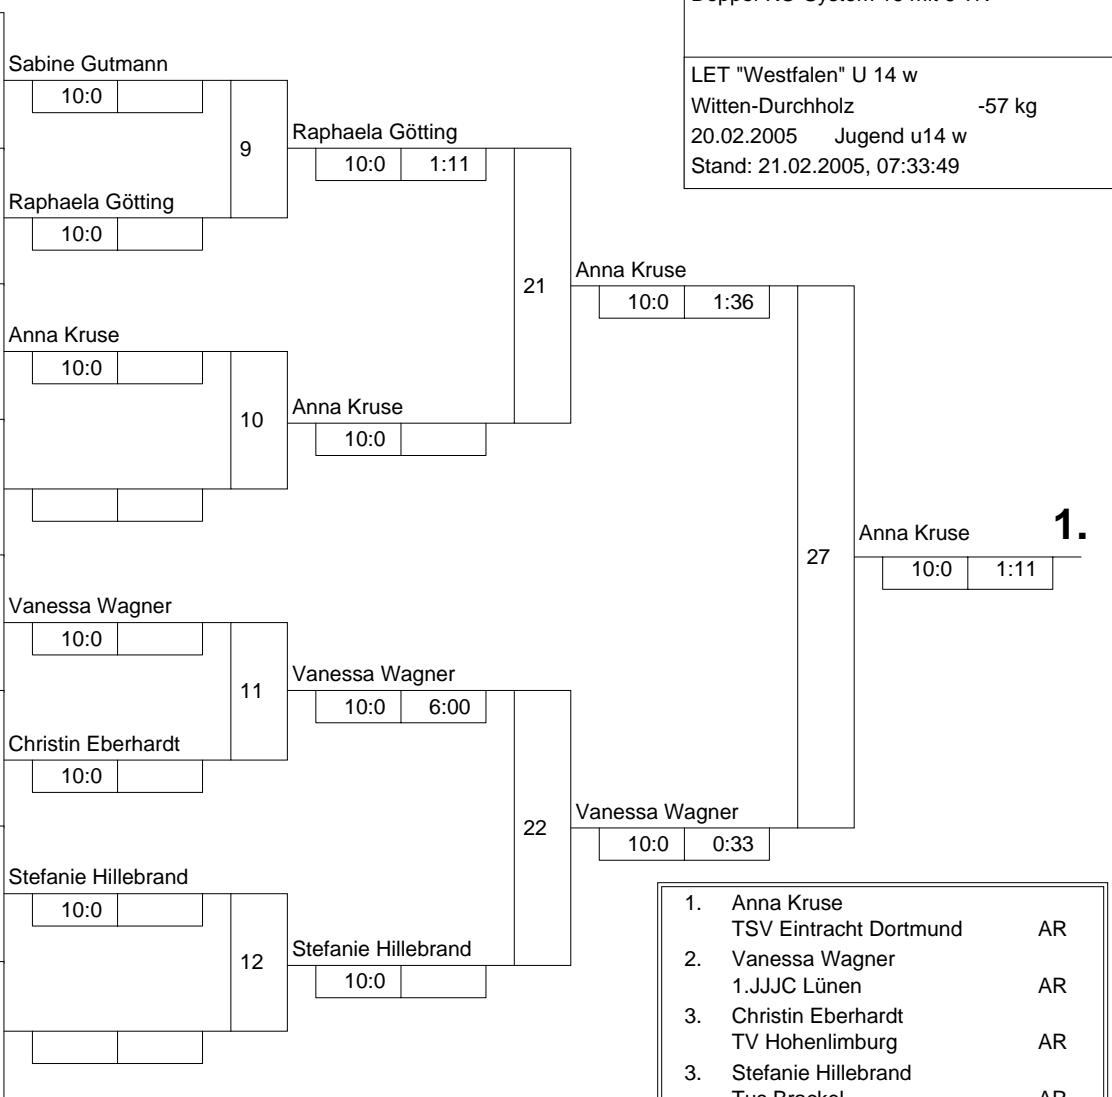 LET "Westfalen" U 14 w
Witten-Durchholz -57 kg
20.02.2005 Jugend u14 w
Stand: 21.02.2005, 07:33:49
Sabine Gutmann
10:0
9
Raphaela Götting
10:0 1:11
Raphaela Götting
10:0
21
Anna Kruse
10:0 1:36
Anna Kruse
10:0
10
Anna Kruse
10:0
27
Anna Kruse 1.
10:0 1:11
Vanessa Wagner
10:0
11
Vanessa Wagner
10:0 6:00
Christin Eberhardt
10:0
22
Vanessa Wagner
10:0 0:33
Stefanie Hillebrand
10:0
12
Stefanie Hillebrand
10:0
1. Anna Kruse
TSV Eintracht Dortmund AR
2. Vanessa Wagner
1.JJJC Lünen AR
3. Christin Eberhardt
TV Hohenlimburg AR
3. Stefanie Hillebrand